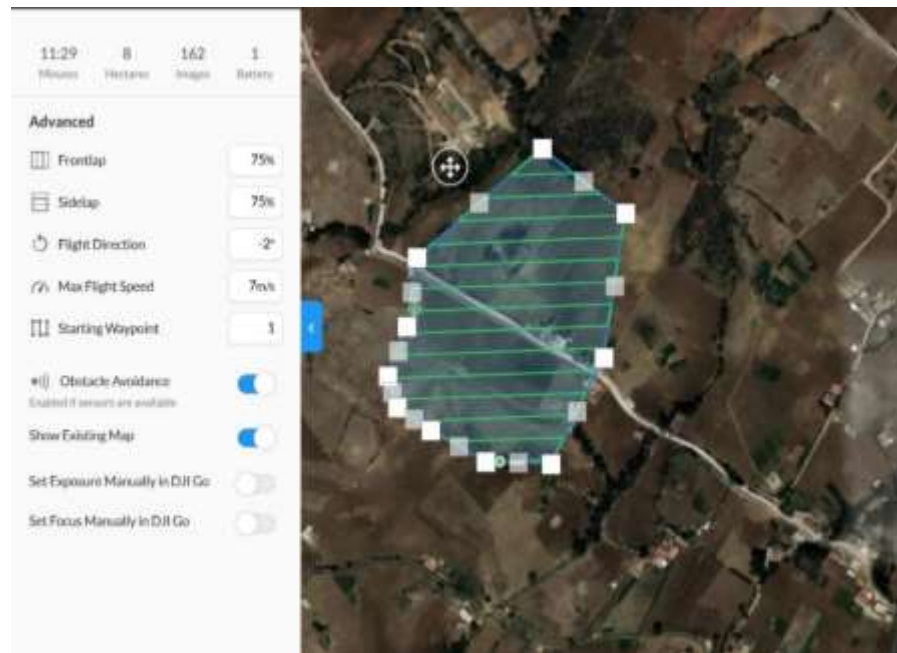 11:29 8 162 1
Minutes Hectares Images Battery
Advanced
Frontlap 75%
Sidelap 75%
Flight Direction -2°
Max Flight Speed 7m/s
Starting Waypoint 1
Obstacle Avoidance
Enabled if sensors are available
Show Existing Map
Set Exposure Manually in DJI Go
Set Focus Manually in DJI Go